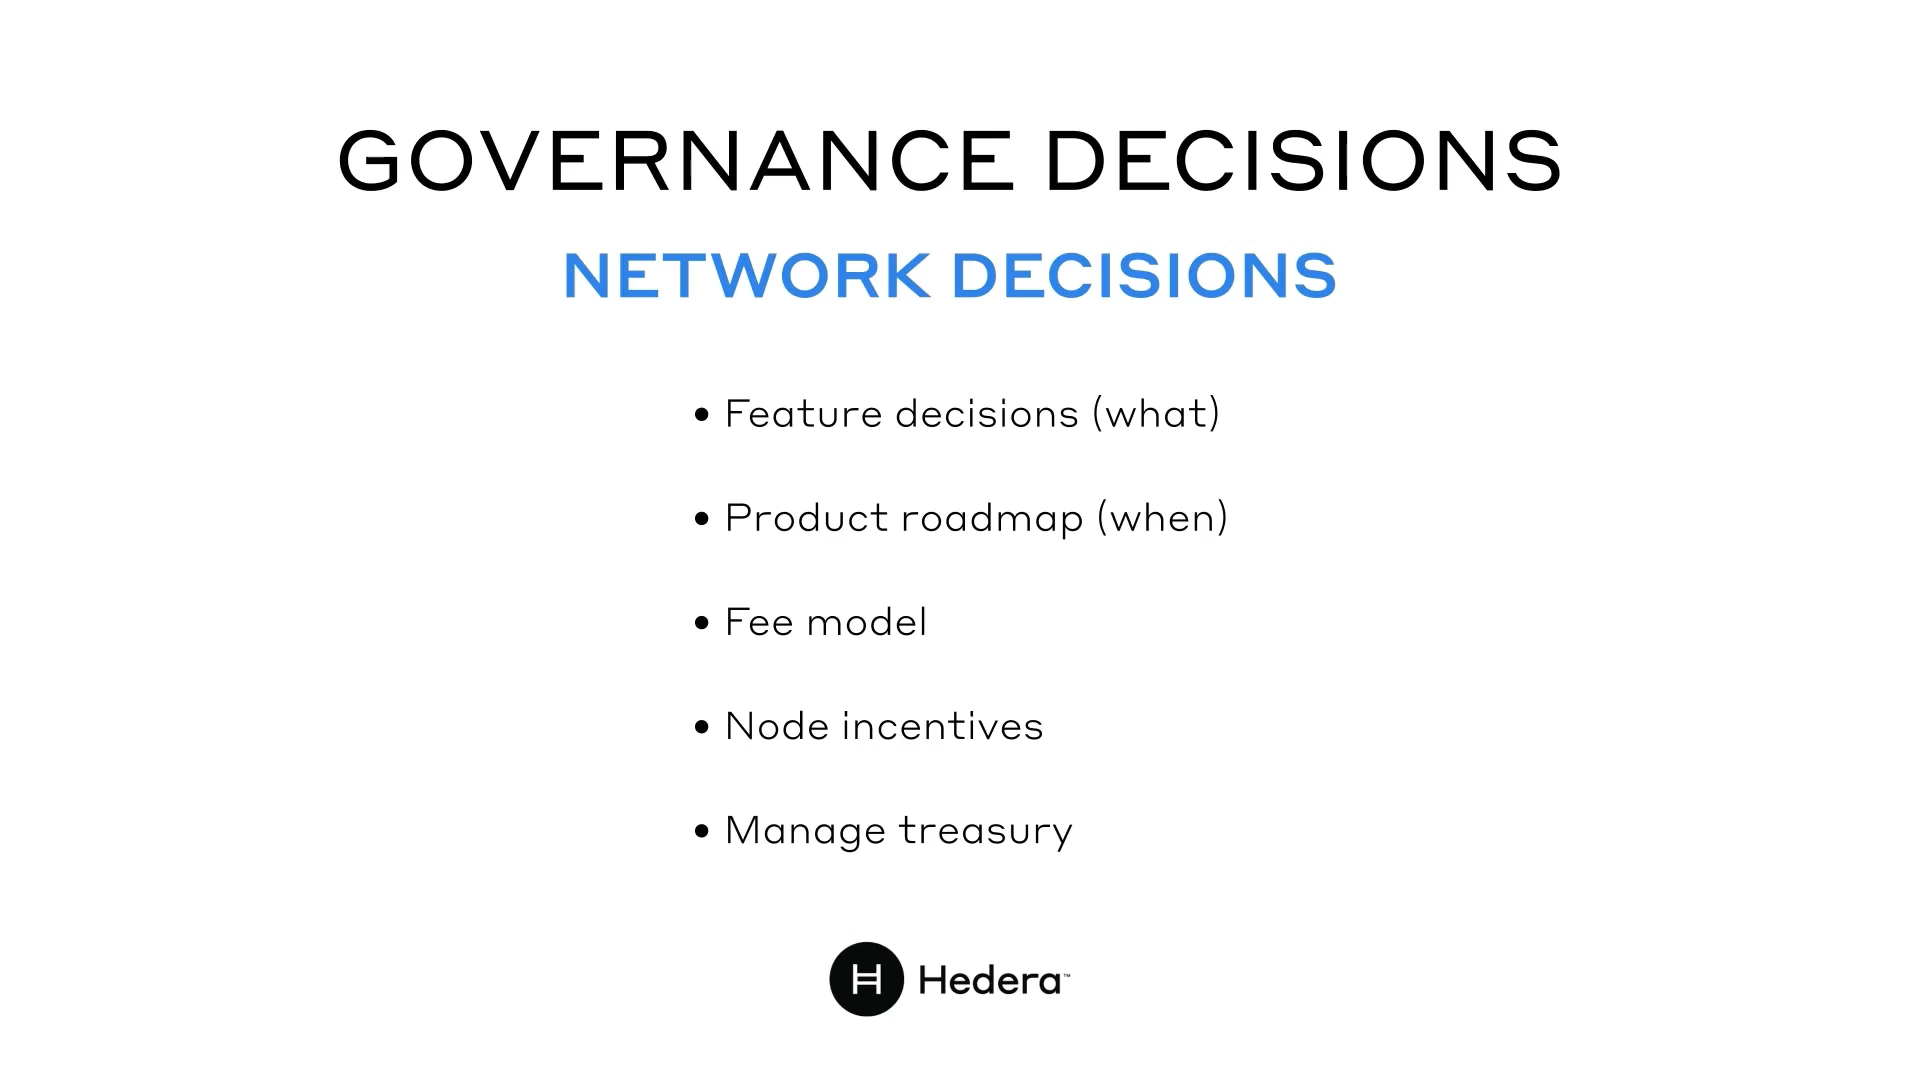 GOVERNANCE DECISIONS
NETWORK DECISIONS
• Feature decisions (what)
• Product roadmap (when)
• Fee model
• Node incentives
• Manage treasury
H Hedera™